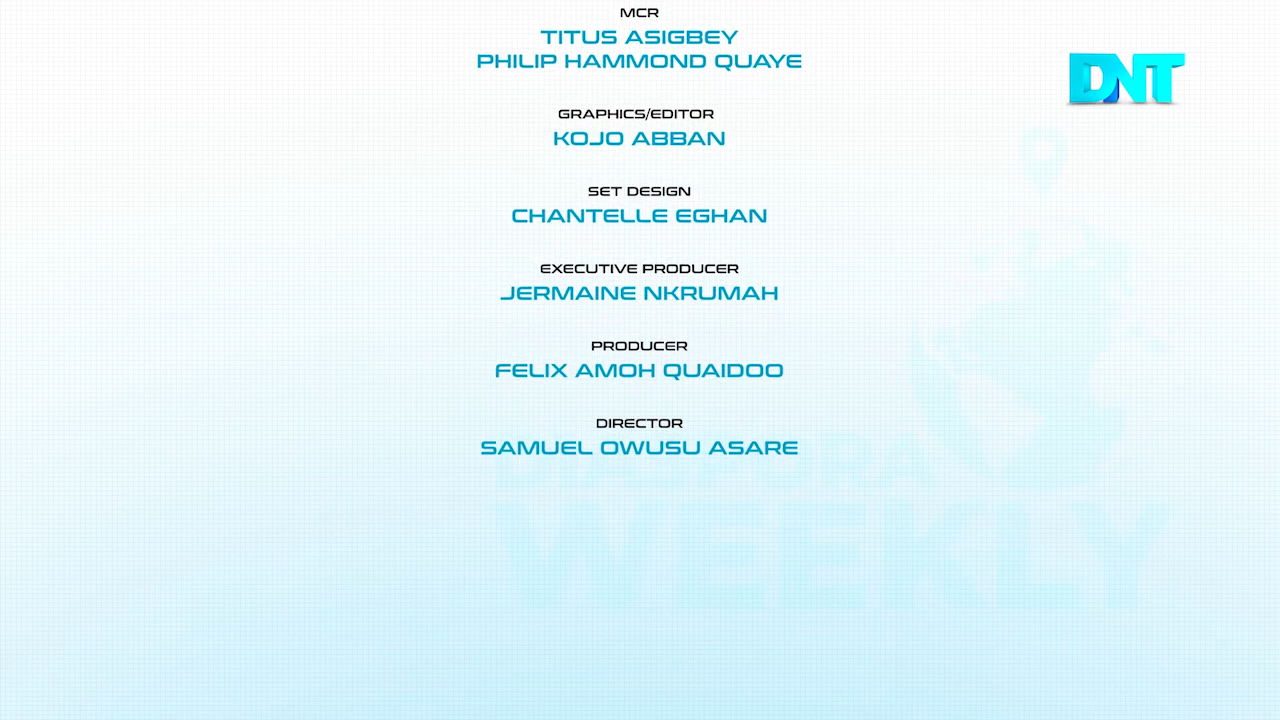 MCR
TITUS ASIGBEY
PHILIP HAMMOND QUAYE
DNT
GRAPHICS/EDITOR
KOJO ABBAN
SET DESIGN
CHANTELLE EGHAN
EXECUTIVE PRODUCER
JERMAINE NKRUMAH
PRODUCER
FELIX AMOH QUAIDOO
DIRECTOR
SAMUEL OWUSU ASARE
DIASPORA
WEEKLY